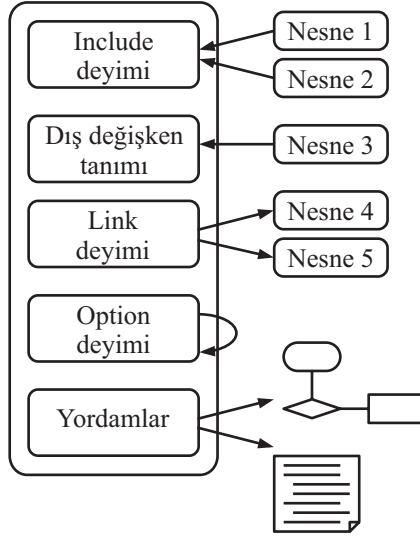 Include
deyimi
Nesne 1
Nesne 2
Dış değişken
tanımı
Nesne 3
Link
deyimi
Nesne 4
Nesne 5
Option
deyimi
Yordamlar